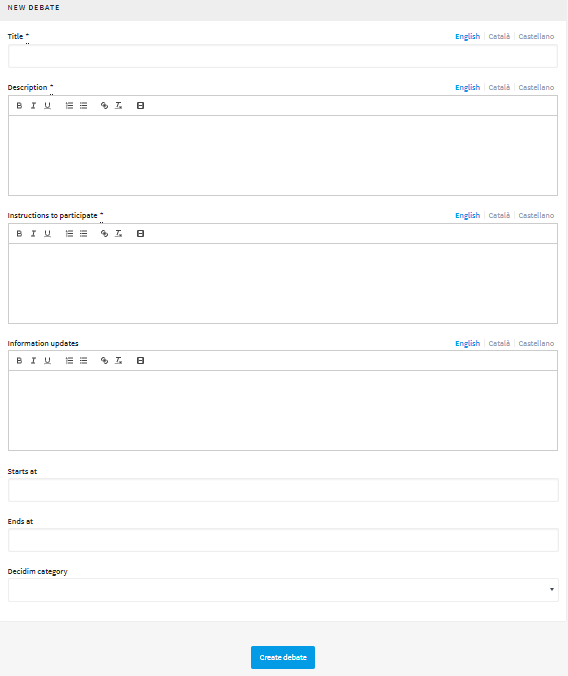 NEW DEBATE
Title * English Català Castellano
Description * English Català Castellano
B I U
Instructions to participate * English Català Castellano
B I U
Information updates English Català Castellano
B I U
Starts at
Ends at
Decidim category
Create debate